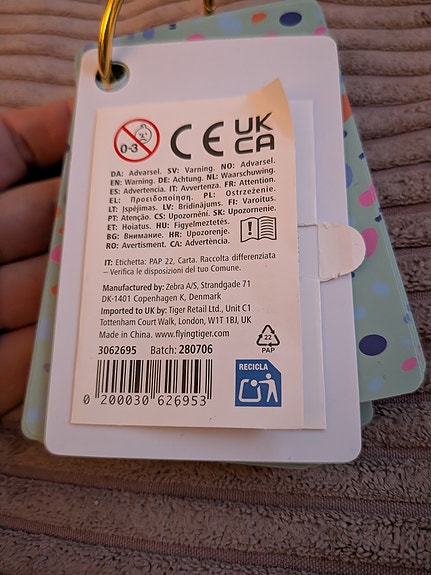 0-3
CE UK
CA
DA: Advarsel. SV: Varning. NO: Advarsel.
EN: Warning. DE: Achtung. NL: Waarschuwing.
ES: Advertencia. IT: Avvertenza. FR: Attention.
EL: Προειδοποίηση. PL: Ostrzeżenie.
LT: Įspėjimas. LV: Brīdinājums. FI: Varoitus.
PT: Atenção. CS: Upozornění. SK: Upozornenie.
ET: Hoiatus. HU: Figyelmeztetés.
BG: Внимание. HR: Upozorenje.
RO: Avertisment. CA: Advertència.
IT: Etichetta: PAP 22, Carta. Raccolta differenziata
– Verifica le disposizioni del tuo Comune.
Manufactured by: Zebra A/S, Strandgade 71
DK-1401 Copenhagen K, Denmark
Imported to UK by: Tiger Retail Ltd., Unit C1
Tottenham Court Walk, London, W1T 1BJ, UK
Made in China. www.flyingtiger.com
3062695 Batch: 280706
22
PAP
RECICLA
0 200030 626953